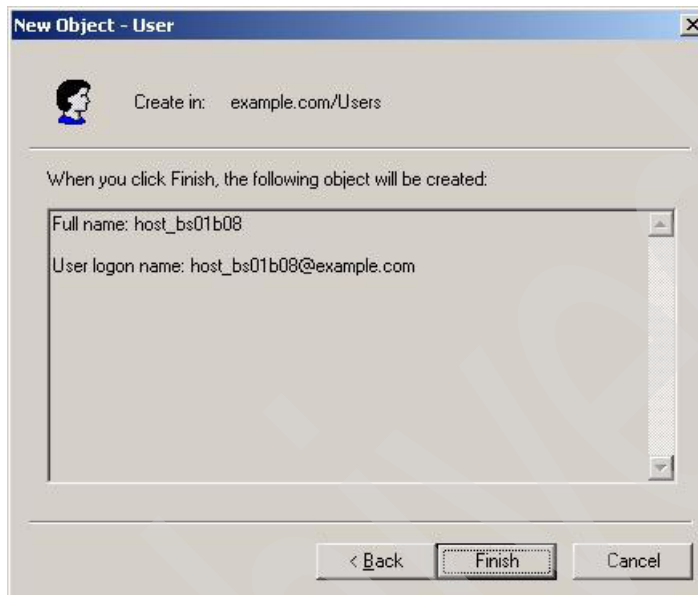 New Object - User
Create in: example.com/Users
When you click Finish, the following object will be created:
Full name: host_bs01b08
User logon name: host_bs01b08@example.com
< Back Finish Cancel